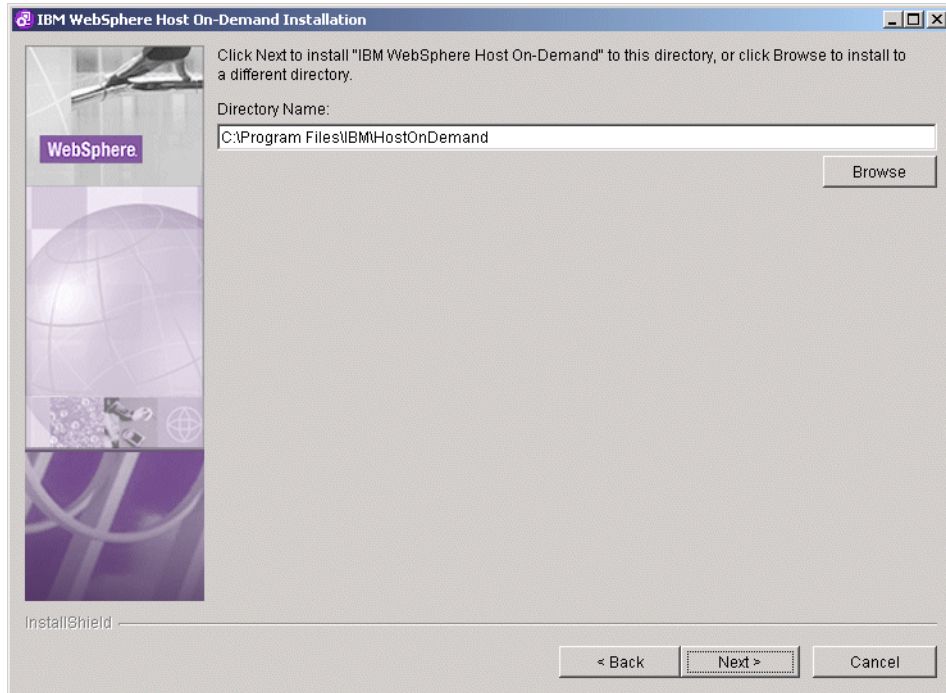 IBM WebSphere Host On-Demand Installation
Click Next to install "IBM WebSphere Host On-Demand" to this directory, or click Browse to install to
a different directory.
Directory Name:
C:\Program Files\IBM\HostOnDemand
WebSphere.
Browse
InstallShield
< Back
Next >
Cancel